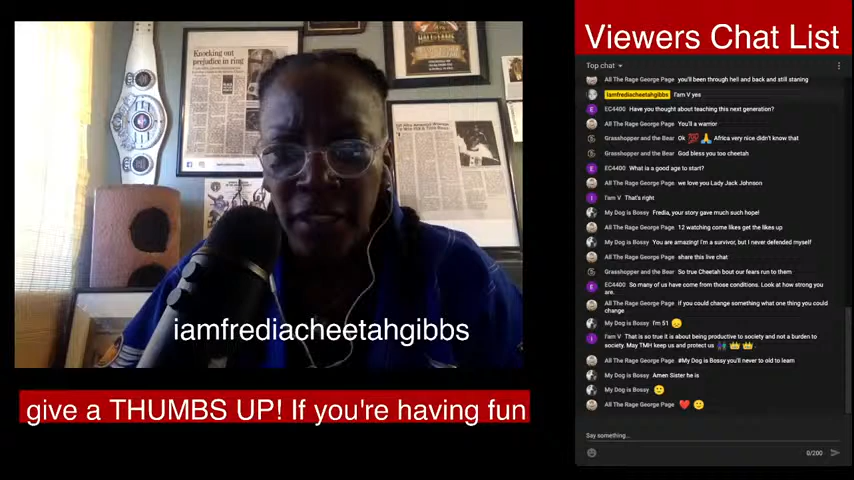 Knocking out
prejudice in ring
HALL of FAME
iamfrediacheetahgibbs
give a THUMBS UP! If you're having fun
Viewers Chat List
Top chat
All The Rage George Page you'll been through hell and back and still staning
Iamfrediacheetahgibbs I'am V yes
EC4400 Have you thought about teaching this next generation?
All The Rage George Page You'll a warrior
Grasshopper and the Bear Ok 💯 🙏 Africa very nice didn't know that
Grasshopper and the Bear God bless you too cheetah
EC4400 What is a good age to start?
All The Rage George Page we love you Lady Jack Johnson
I'am V That's right
My Dog is Bossy Fredia, your story gave much such hope!
All The Rage George Page 12 watching come likes get the likes up
My Dog is Bossy You are amazing! I'm a survivor, but I never defended myself
All The Rage George Page share this live chat
Grasshopper and the Bear So true Cheetah bout our fears run to them
EC4400 So many of us have come from those conditions. Look at how strong you
are.
All The Rage George Page if you could change something what one thing you could
change
My Dog is Bossy I'm 51
I'am V That is so true it is about being productive to society and not a burden to
society. May TMH keep us and protect us
All The Rage George Page #My Dog is Bossy you'll never to old to learn
My Dog is Bossy Amen Sister he is
My Dog is Bossy
All The Rage George Page ❤️ 🙂
Say something...
0/200